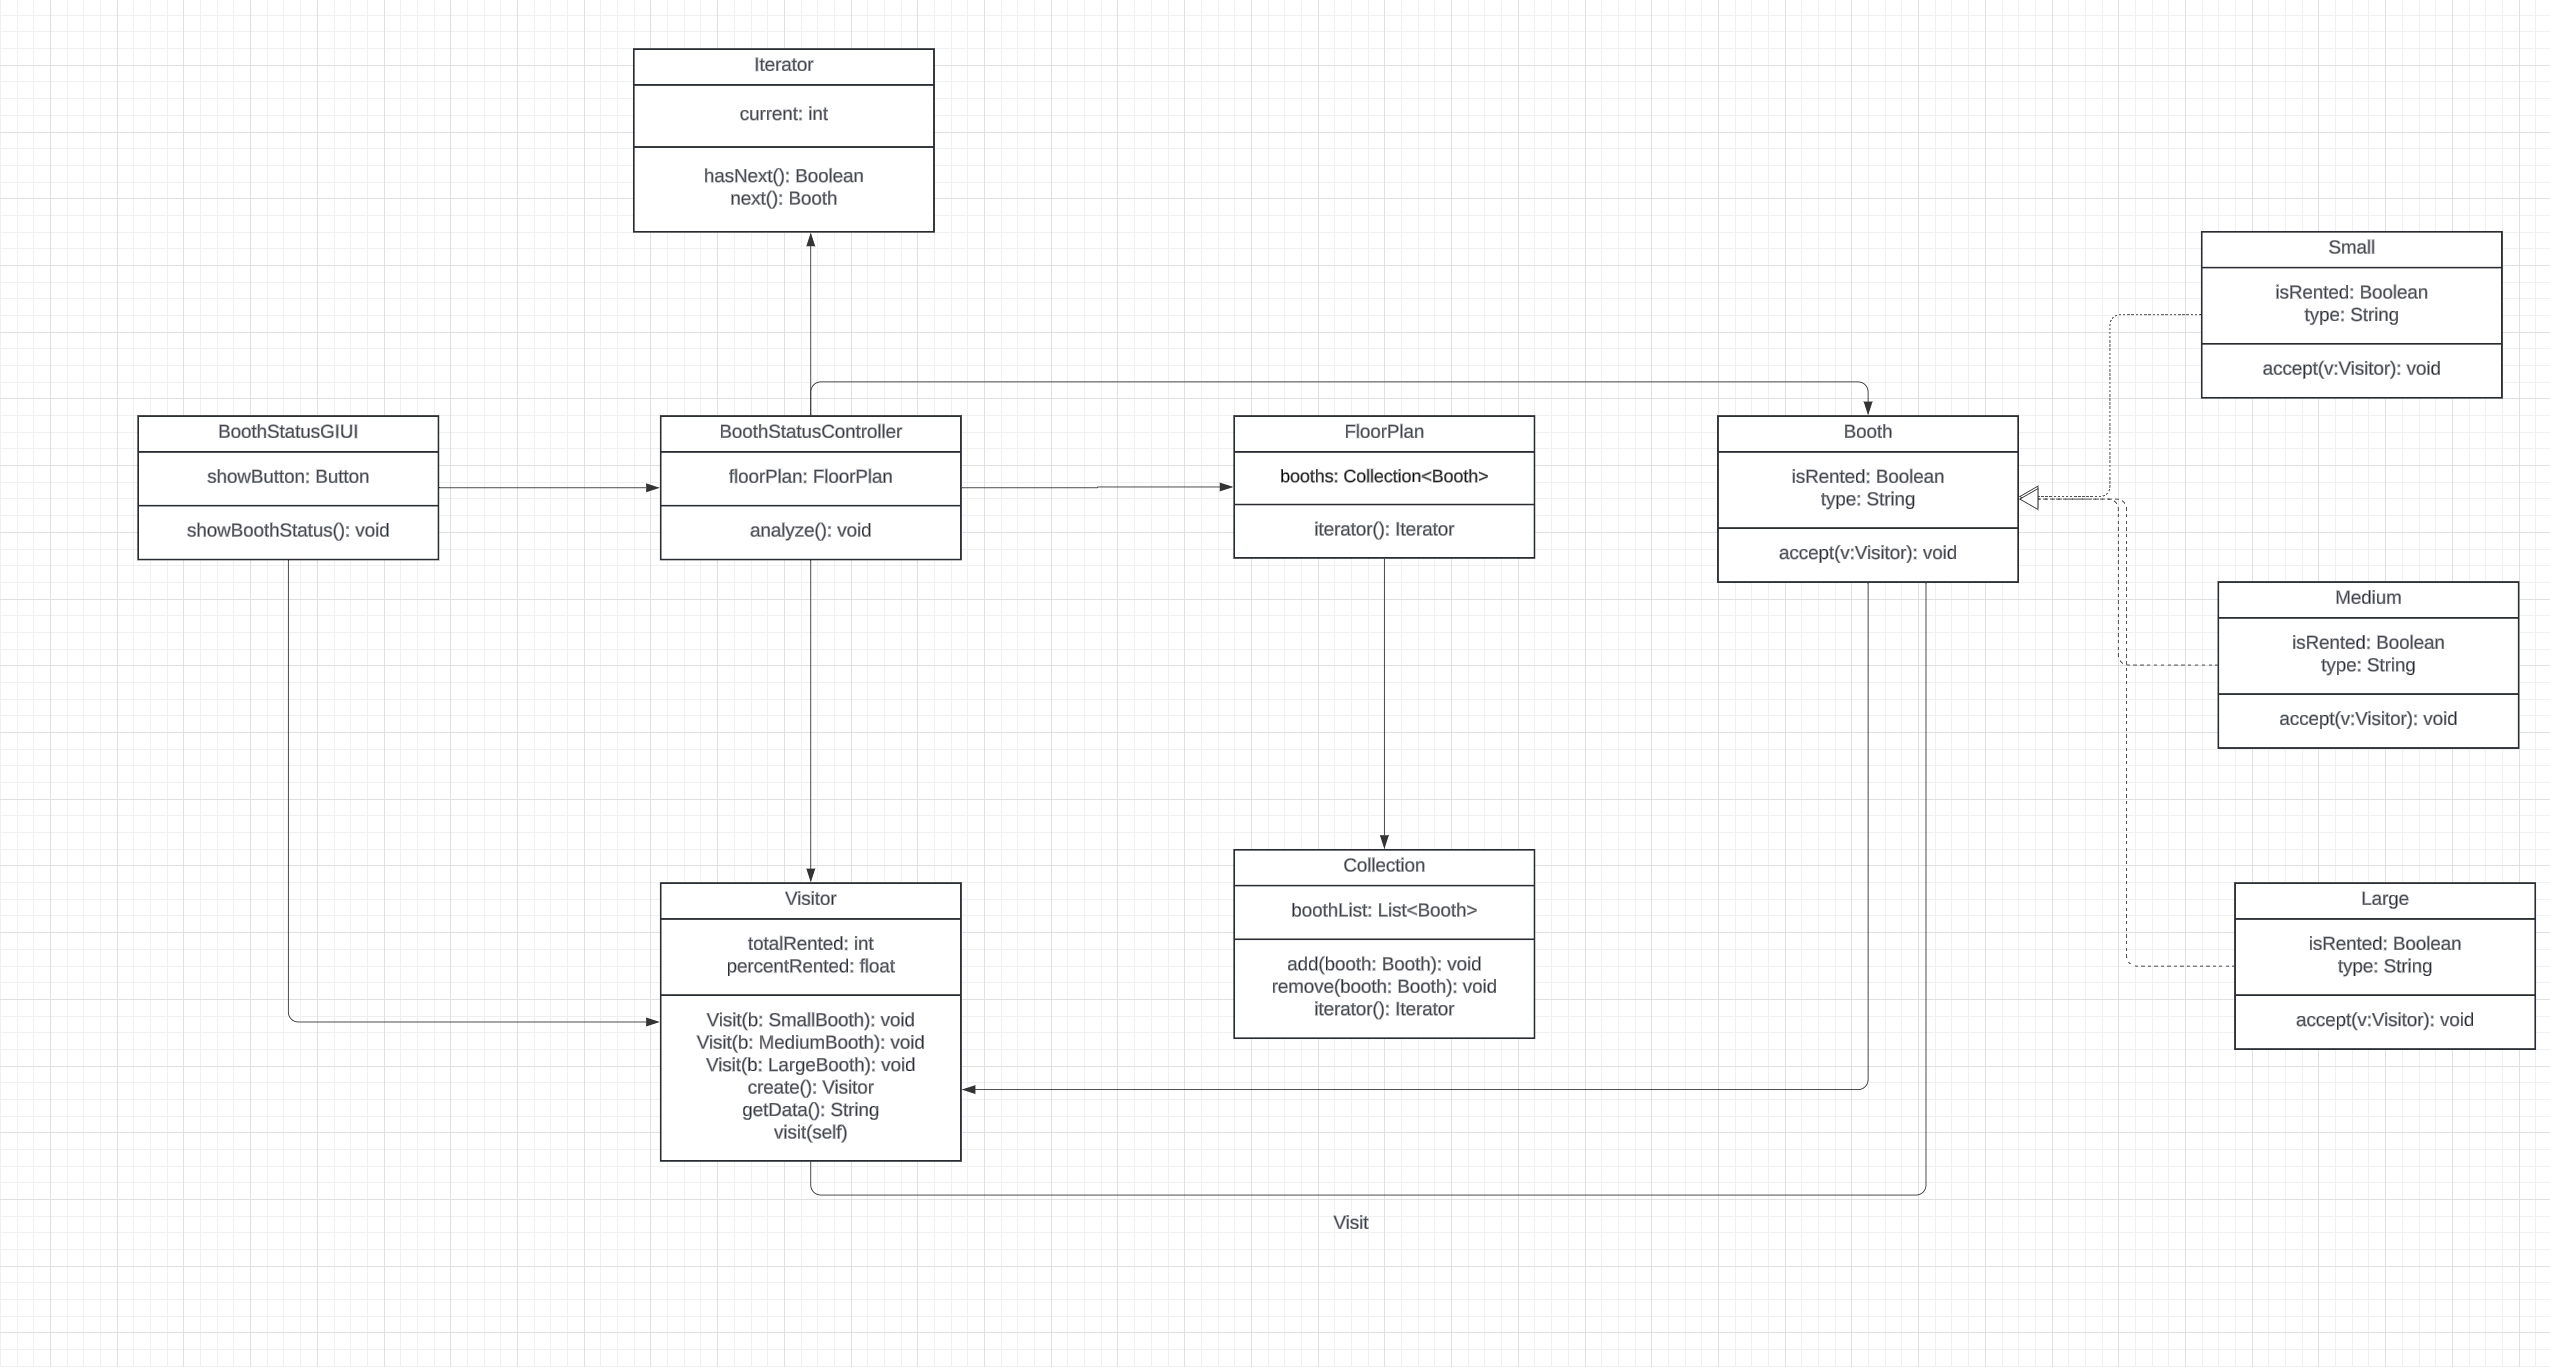 Iterator
current: int
hasNext(): Boolean
next(): Booth
Small
isRented: Boolean
type: String
accept(v:Visitor): void
BoothStatusGIUI
showButton: Button
showBoothStatus(): void
BoothStatusController
floorPlan: FloorPlan
analyze(): void
FloorPlan
booths: Collection<Booth>
iterator(): Iterator
Booth
isRented: Boolean
type: String
accept(v:Visitor): void
Medium
isRented: Boolean
type: String
accept(v:Visitor): void
Visitor
totalRented: int
percentRented: float
Visit(b: SmallBooth): void
Visit(b: MediumBooth): void
Visit(b: LargeBooth): void
create(): Visitor
getData(): String
visit(self)
Collection
boothList: List<Booth>
add(booth: Booth): void
remove(booth: Booth): void
iterator(): Iterator
Large
isRented: Boolean
type: String
accept(v:Visitor): void
Visit